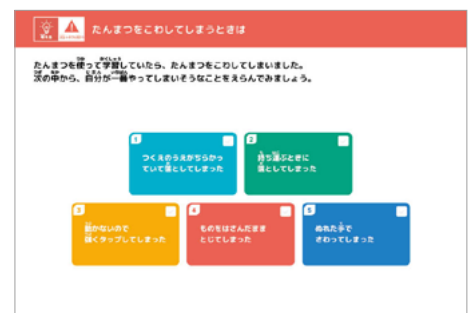 たんまつをこわしてしまうときは
たんまつを使って学習していたら、たんまつをこわしてしまいました。
次の中から、自分が一番やってしまいそうなことをえらんでみましょう。
1
つくえのうえがちらかっ
ていて落としてしまった
2
持ち運ぶときに
落としてしまった
3
動かないので
強くタップしてしまった
4
ものをはさんだまま
とじてしまった
5
ぬれた手で
さわってしまった